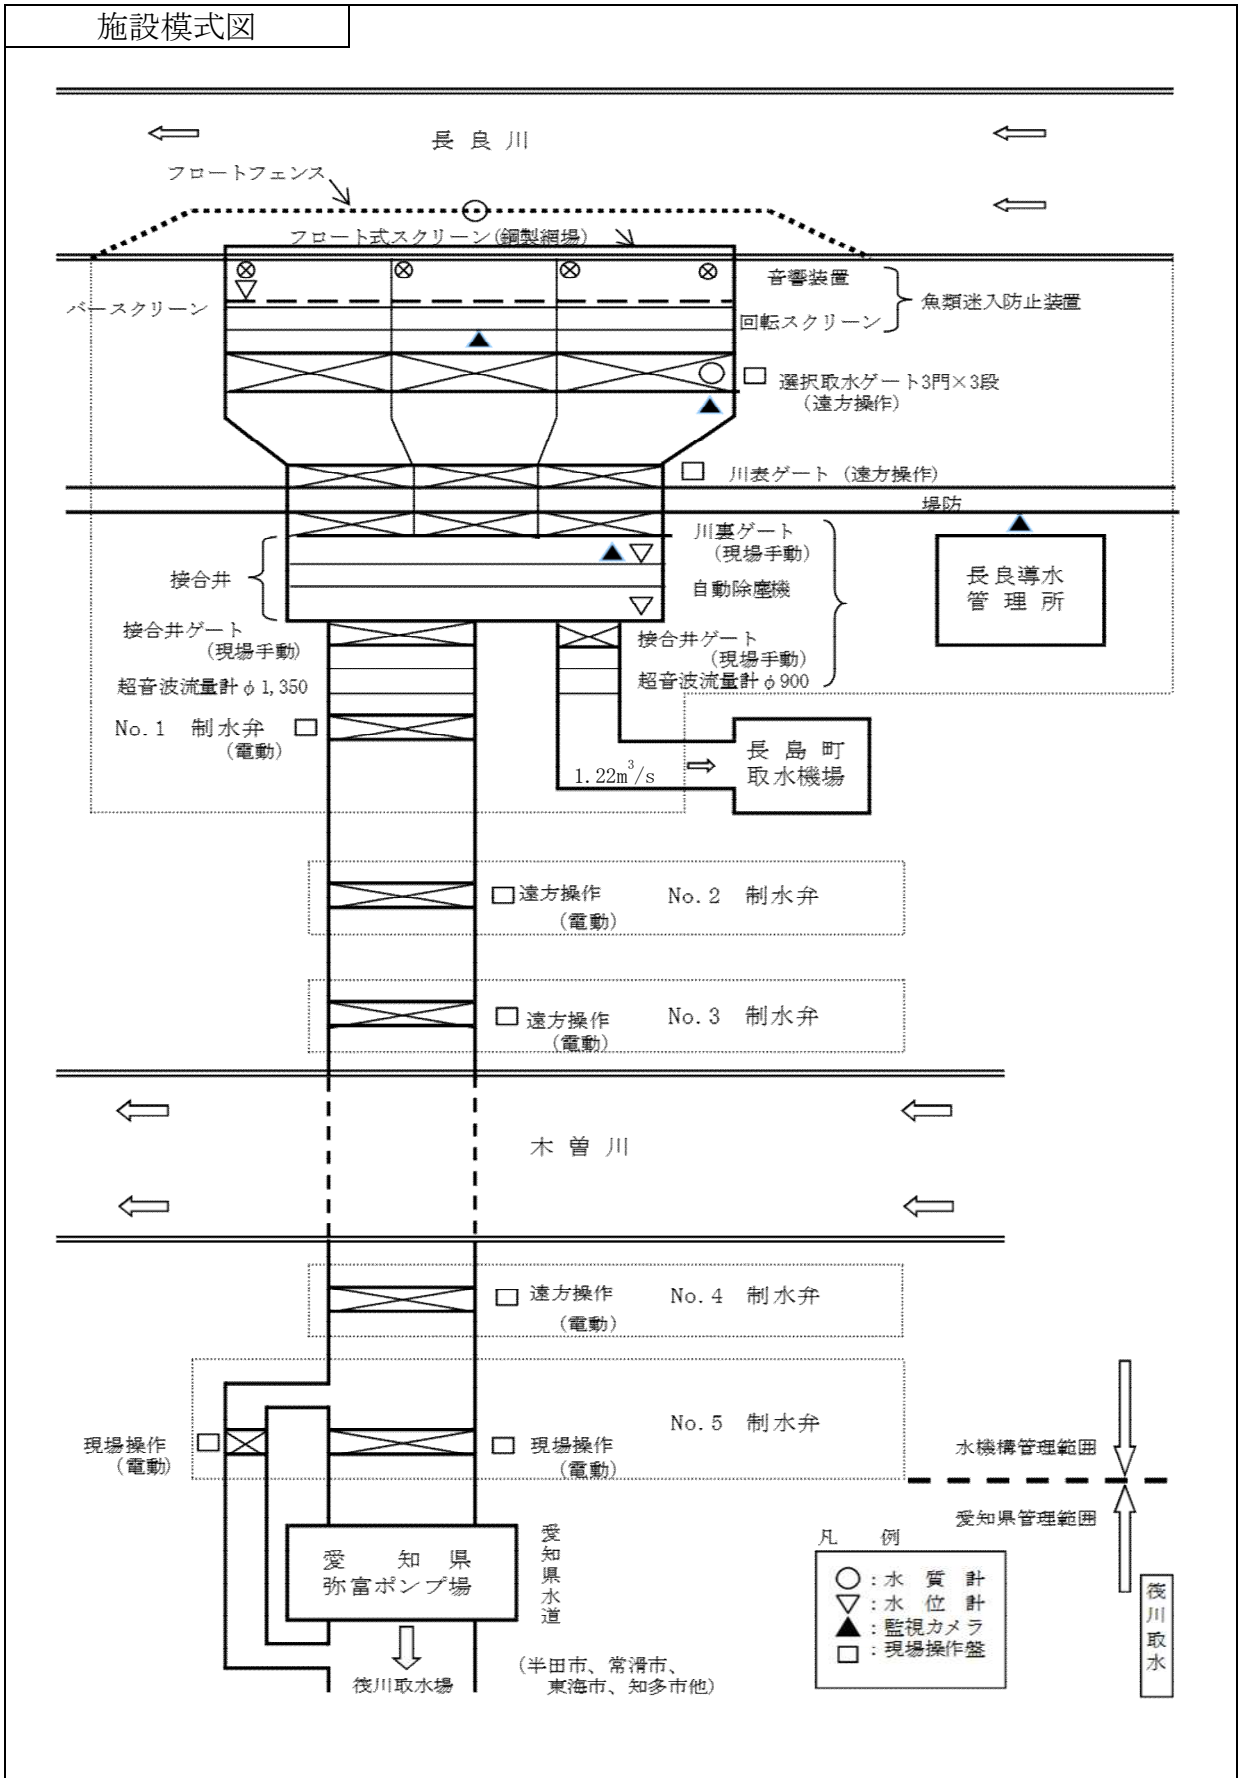 施設模式図
長良川
フロートフェンス
フロート式スクリーン(鋼製網場)
音響装置
バースクリーン
魚類迷入防止装置
回転スクリーン
選択取水ゲート3門×3段
(遠方操作)
川表ゲート(遠方操作)
堤防
川裏ゲート
(現場手動)
接合井
自動除塵機
長良導水
管理所
接合井ゲート
(現場手動)
接合井ゲート
(現場手動)
超音波流量計φ1,350
超音波流量計φ900
No.1 制水弁
(電動)
長島町
取水機場
1.22m³/s
遠方操作
(電動)
No.2 制水弁
遠方操作
(電動)
No.3 制水弁
木曽川
遠方操作
(電動)
No.4 制水弁
No.5 制水弁
現場操作
(電動)
現場操作
(電動)
水機構管理範囲
愛知県管理範囲
愛知県
弥富ポンプ場
愛知県水道
凡例
○:水質計
▽:水位計
▲:監視カメラ
□:現場操作盤
筏川取水
筏川取水場
(半田市、常滑市、
東海市、知多市他)